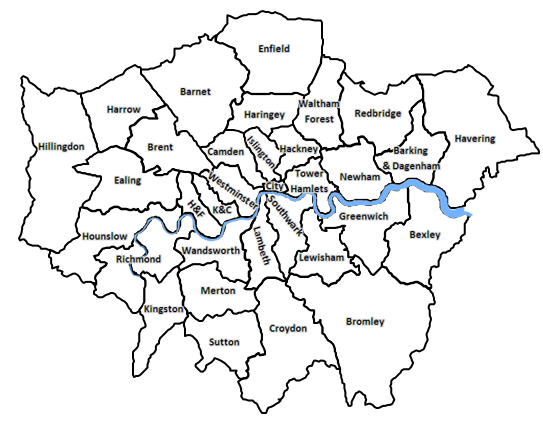 Enfield
Barnet
Harrow
Haringey
Waltham
Forest
Redbridge
Havering
Hillingdon
Brent
Camden
Islington
Hackney
Barking
& Dagenham
Ealing
Westminster
City
Tower
Hamlets
Newham
H&F
K&C
Southwark
Greenwich
Hounslow
Richmond
Wandsworth
Lambeth
Lewisham
Bexley
Merton
Kingston
Sutton
Croydon
Bromley